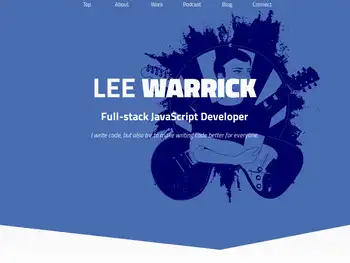 Top About Work Podcast Blog Connect
LEE WARRICK
Full-stack JavaScript Developer
I write code, but also try to make writing code better for everyone.